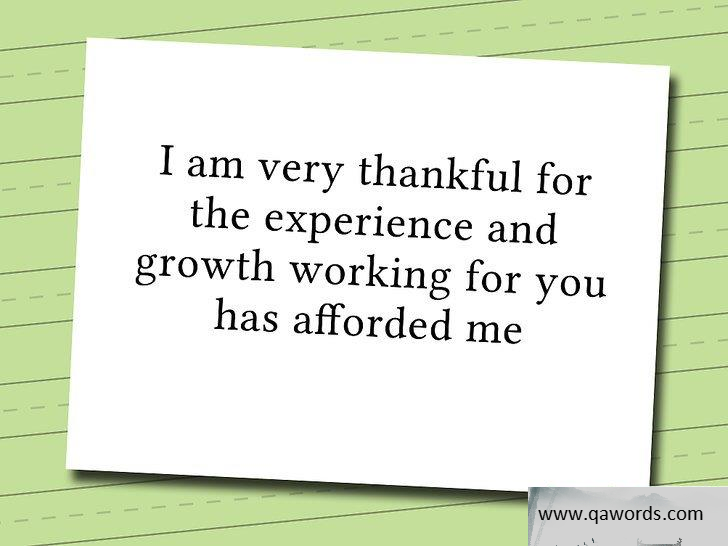 I am very thankful for
the experience and
growth working for you
has afforded me
www.qawords.com